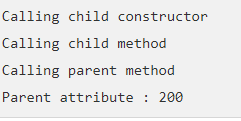 Calling child constructor
Calling child method
Calling parent method
Parent attribute : 200